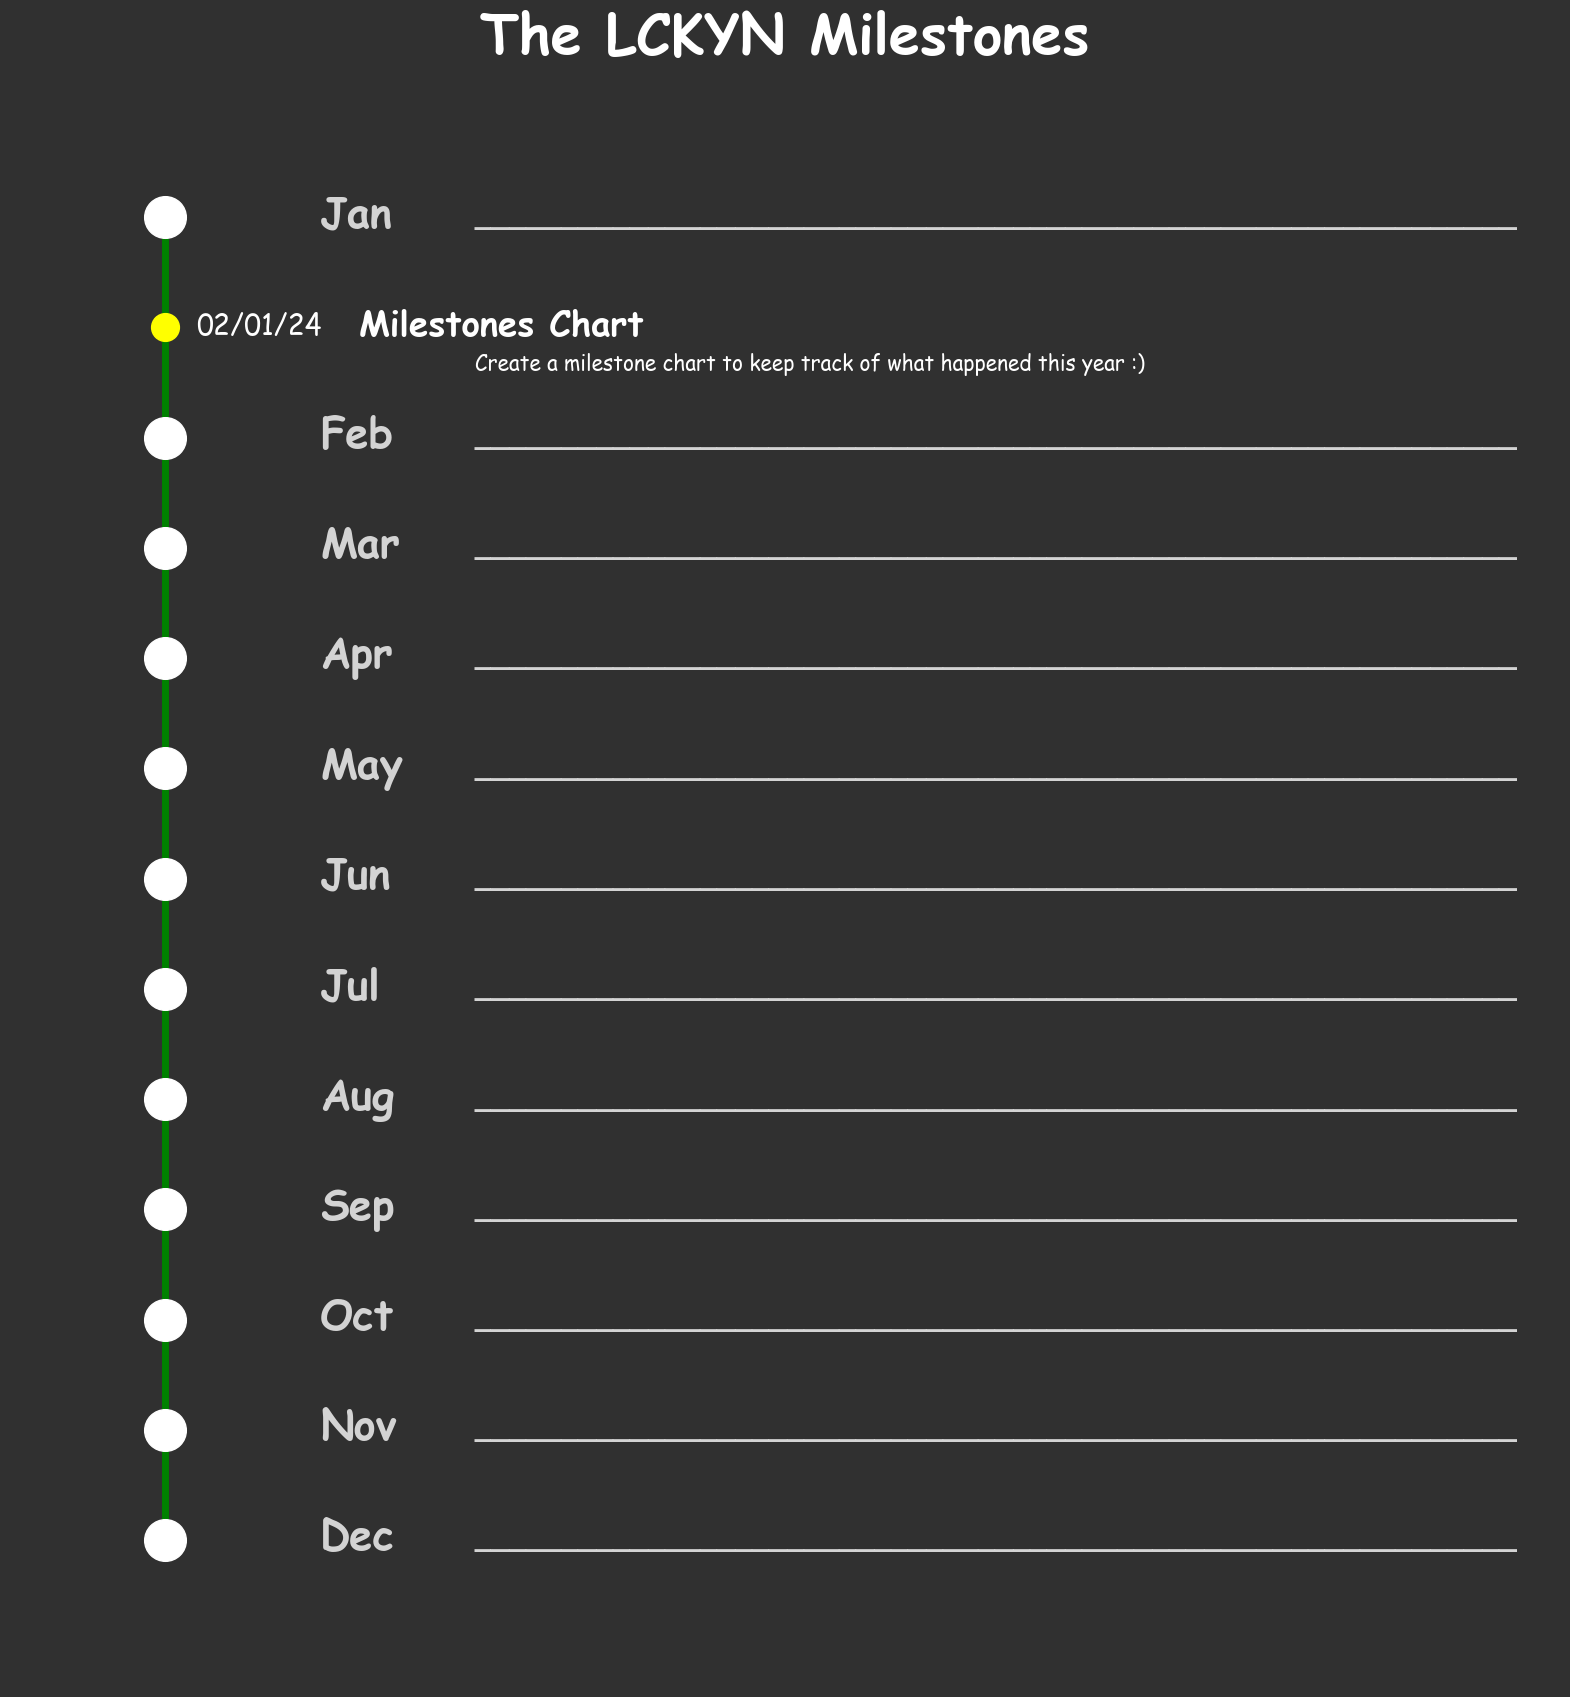 The LCKYN Milestones
Jan
02/01/24 Milestones Chart
Create a milestone chart to keep track of what happened this year :)
Feb
Mar
Apr
May
Jun
Jul
Aug
Sep
Oct
Nov
Dec